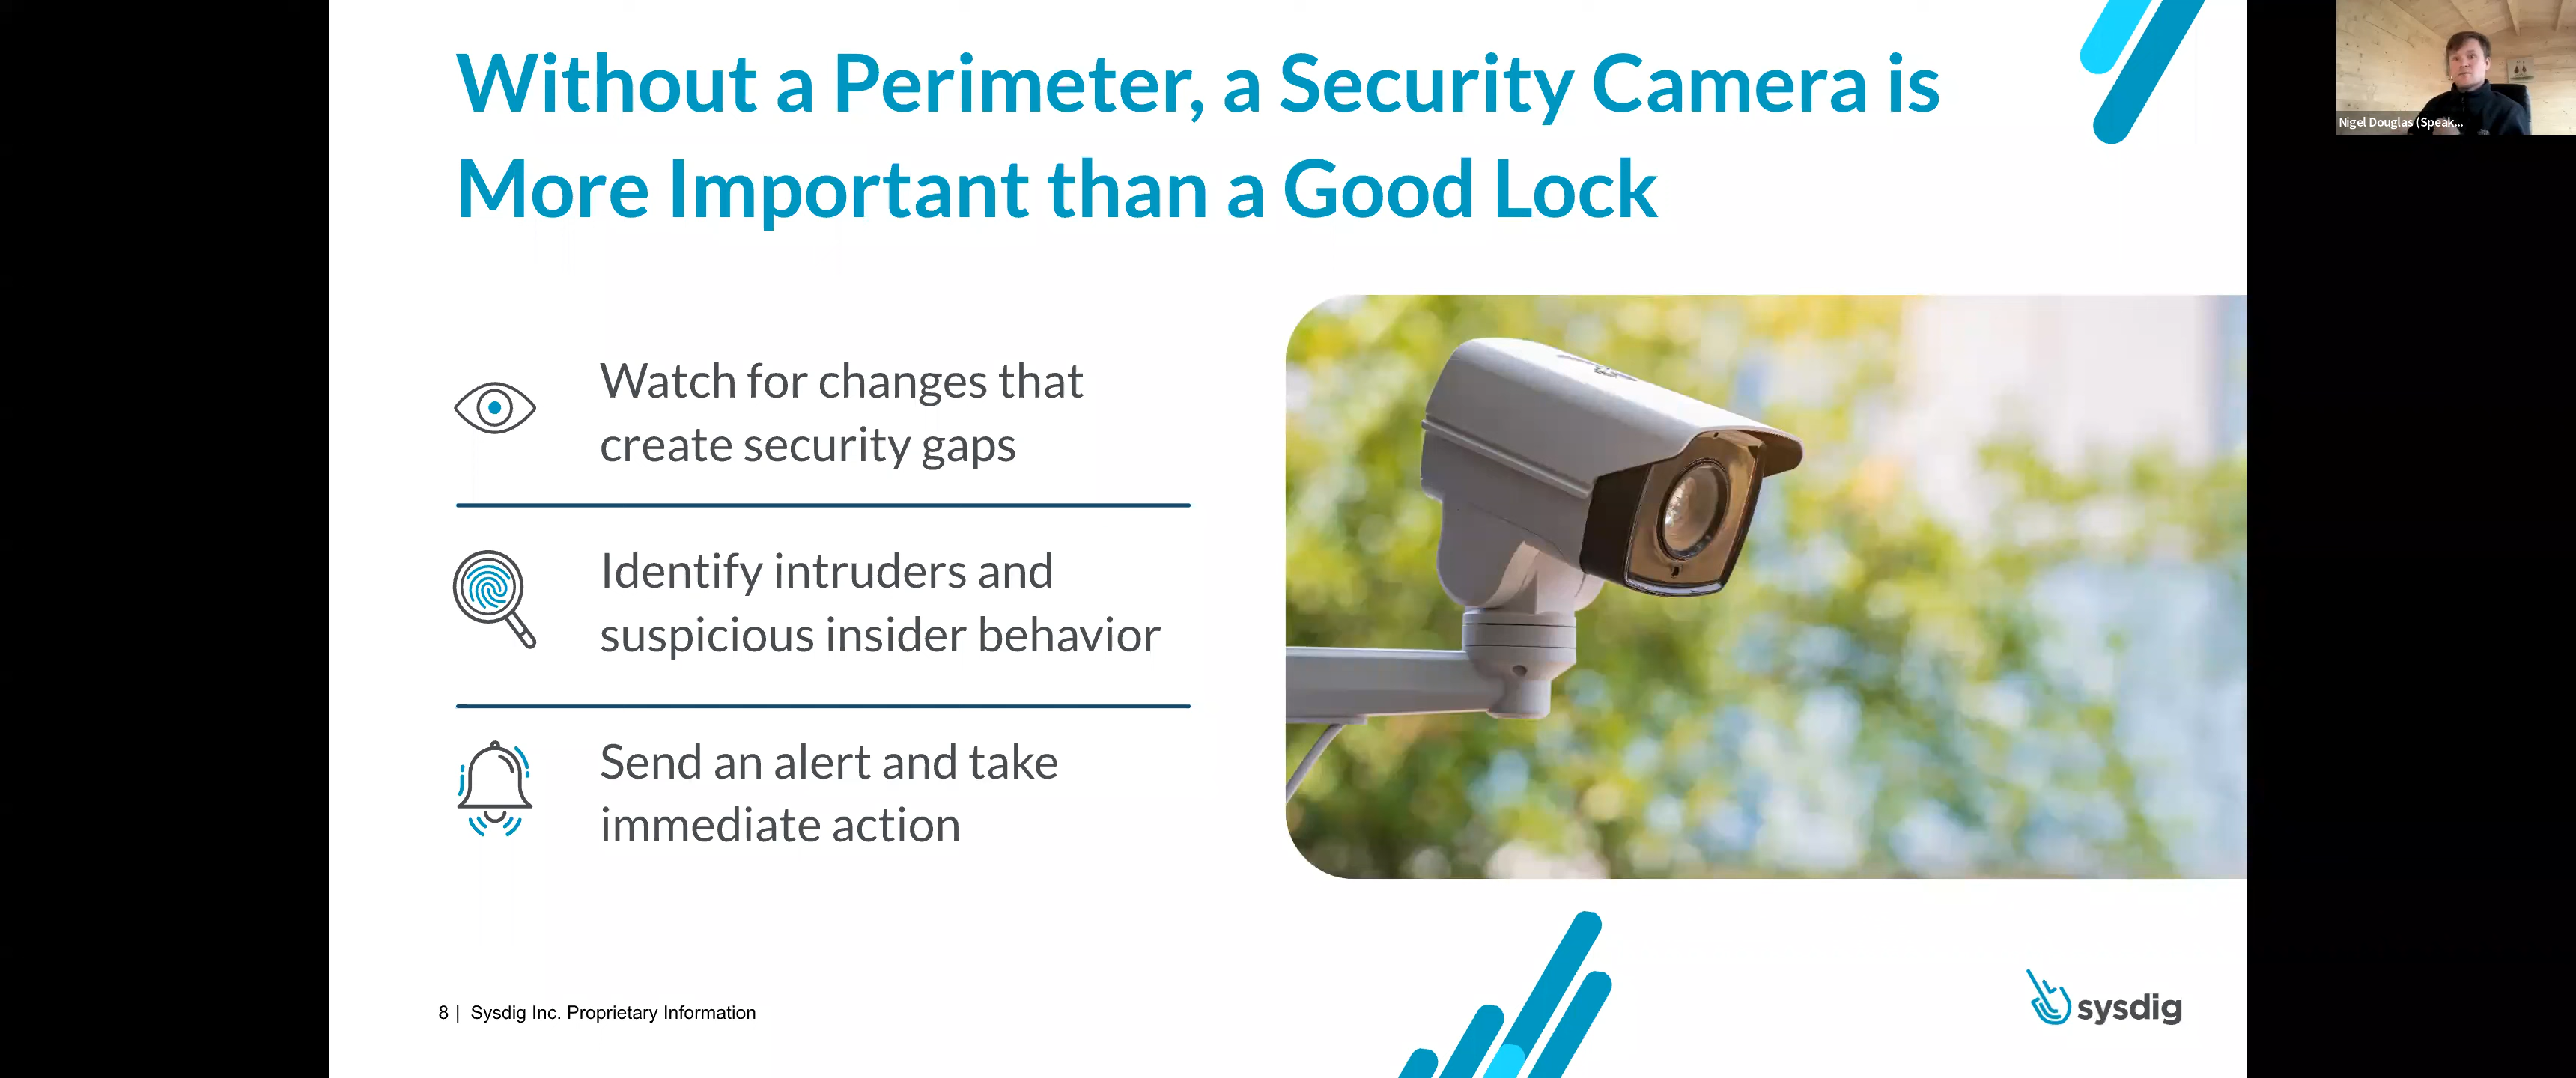 Without a Perimeter, a Security Camera is
More Important than a Good Lock
Nigel Douglas (Speak...
Watch for changes that
create security gaps
Identify intruders and
suspicious insider behavior
Send an alert and take
immediate action
8 | Sysdig Inc. Proprietary Information
sysdig